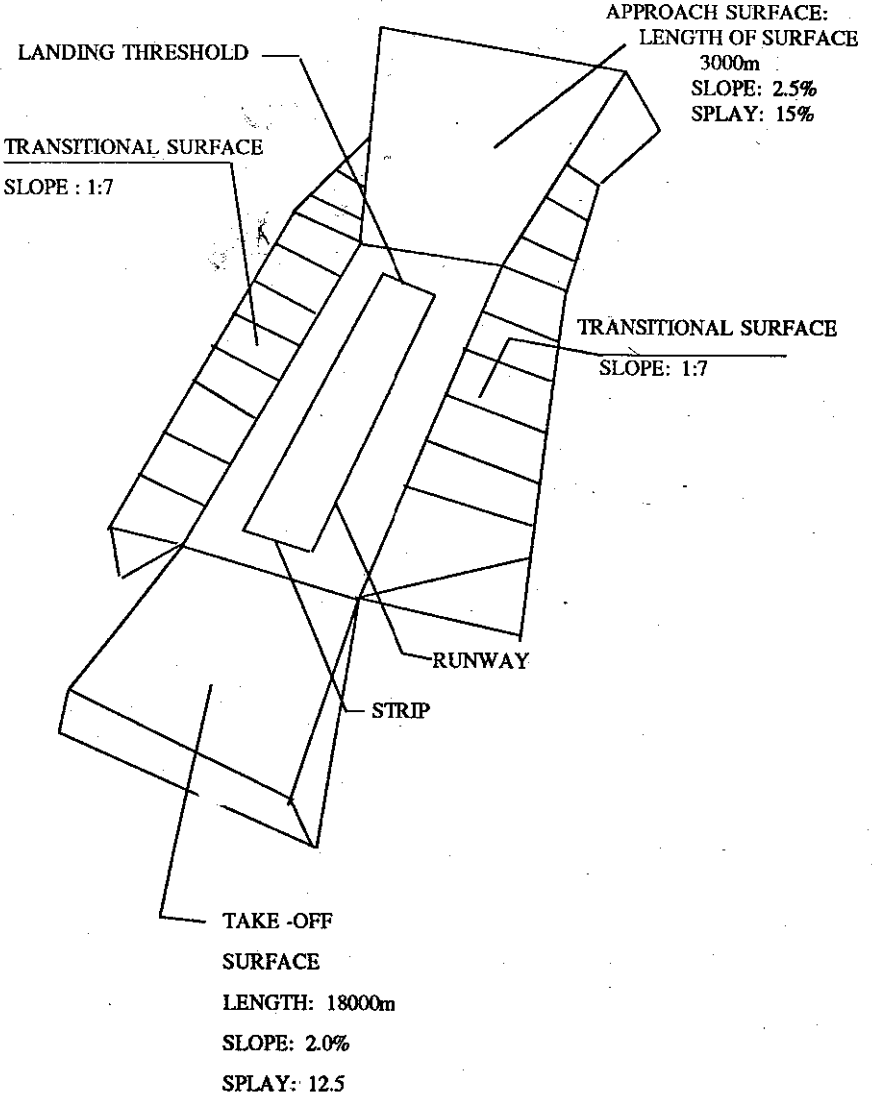 APPROACH SURFACE:
LENGTH OF SURFACE
3000m
SLOPE: 2.5%
SPLAY: 15%
LANDING THRESHOLD
TRANSITIONAL SURFACE
SLOPE : 1:7
TRANSITIONAL SURFACE
SLOPE: 1:7
RUNWAY
STRIP
TAKE -OFF
SURFACE
LENGTH: 18000m
SLOPE: 2.0%
SPLAY: 12.5